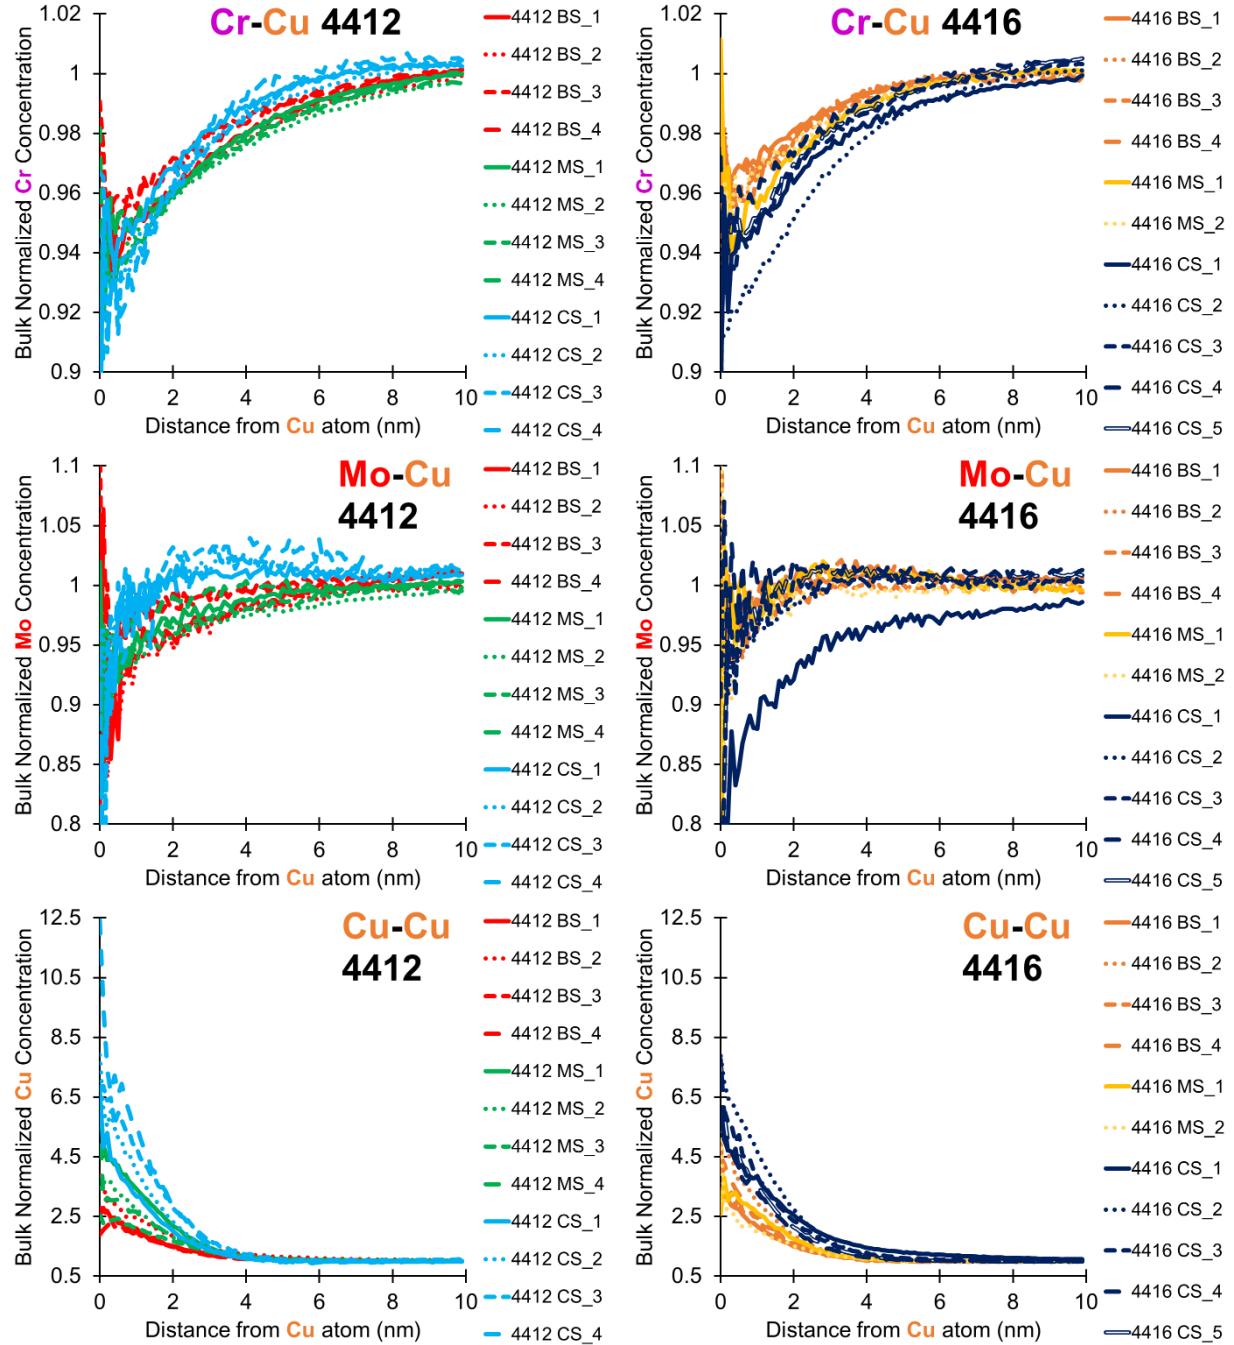 Cr-Cu 4412
Bulk Normalized Cr Concentration
1.02
1
0.98
0.96
0.94
0.92
0.9
0 2 4 6 8 10
Distance from Cu atom (nm)
4412 BS_1
4412 BS_2
4412 BS_3
4412 BS_4
4412 MS_1
4412 MS_2
4412 MS_3
4412 MS_4
4412 CS_1
4412 CS_2
4412 CS_3
4412 CS_4
Cr-Cu 4416
Bulk Normalized Cr Concentration
1.02
1
0.98
0.96
0.94
0.92
0.9
0 2 4 6 8 10
Distance from Cu atom (nm)
4416 BS_1
4416 BS_2
4416 BS_3
4416 BS_4
4416 MS_1
4416 MS_2
4416 CS_1
4416 CS_2
4416 CS_3
4416 CS_4
4416 CS_5
Mo-Cu
4412
Bulk Normalized Mo Concentration
1.1
1.05
1
0.95
0.9
0.85
0.8
0 2 4 6 8 10
Distance from Cu atom (nm)
4412 BS_1
4412 BS_2
4412 BS_3
4412 BS_4
4412 MS_1
4412 MS_2
4412 MS_3
4412 MS_4
4412 CS_1
4412 CS_2
4412 CS_3
4412 CS_4
Mo-Cu
4416
Bulk Normalized Mo Concentration
1.1
1.05
1
0.95
0.9
0.85
0.8
0 2 4 6 8 10
Distance from Cu atom (nm)
4416 BS_1
4416 BS_2
4416 BS_3
4416 BS_4
4416 MS_1
4416 MS_2
4416 CS_1
4416 CS_2
4416 CS_3
4416 CS_4
4416 CS_5
Cu-Cu
4412
Bulk Normalized Cu Concentration
12.5
10.5
8.5
6.5
4.5
2.5
0.5
0 2 4 6 8 10
Distance from Cu atom (nm)
4412 BS_1
4412 BS_2
4412 BS_3
4412 BS_4
4412 MS_1
4412 MS_2
4412 MS_3
4412 MS_4
4412 CS_1
4412 CS_2
4412 CS_3
4412 CS_4
Cu-Cu
4416
Bulk Normalized Cu Concentration
12.5
10.5
8.5
6.5
4.5
2.5
0.5
0 2 4 6 8 10
Distance from Cu atom (nm)
4416 BS_1
4416 BS_2
4416 BS_3
4416 BS_4
4416 MS_1
4416 MS_2
4416 CS_1
4416 CS_2
4416 CS_3
4416 CS_4
4416 CS_5